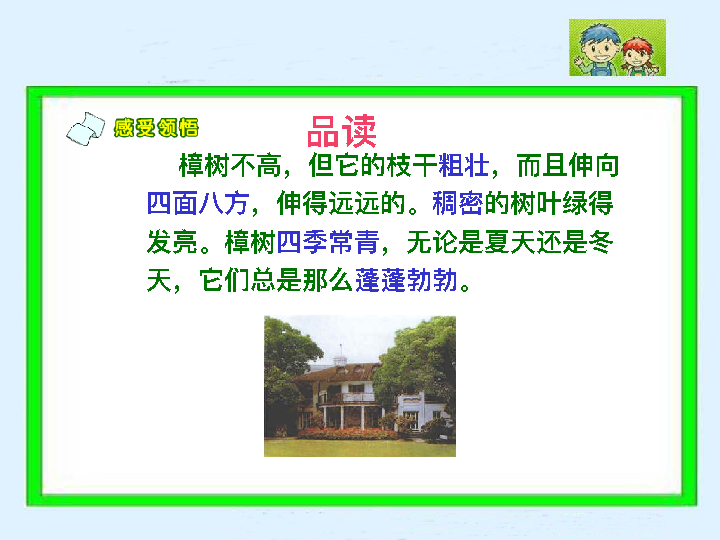 感受领悟
品读
樟树不高，但它的枝干粗壮，而且伸向
四面八方，伸得远远的。稠密的树叶绿得
发亮。樟树四季常青，无论是夏天还是冬
天，它们总是那么蓬蓬勃勃。